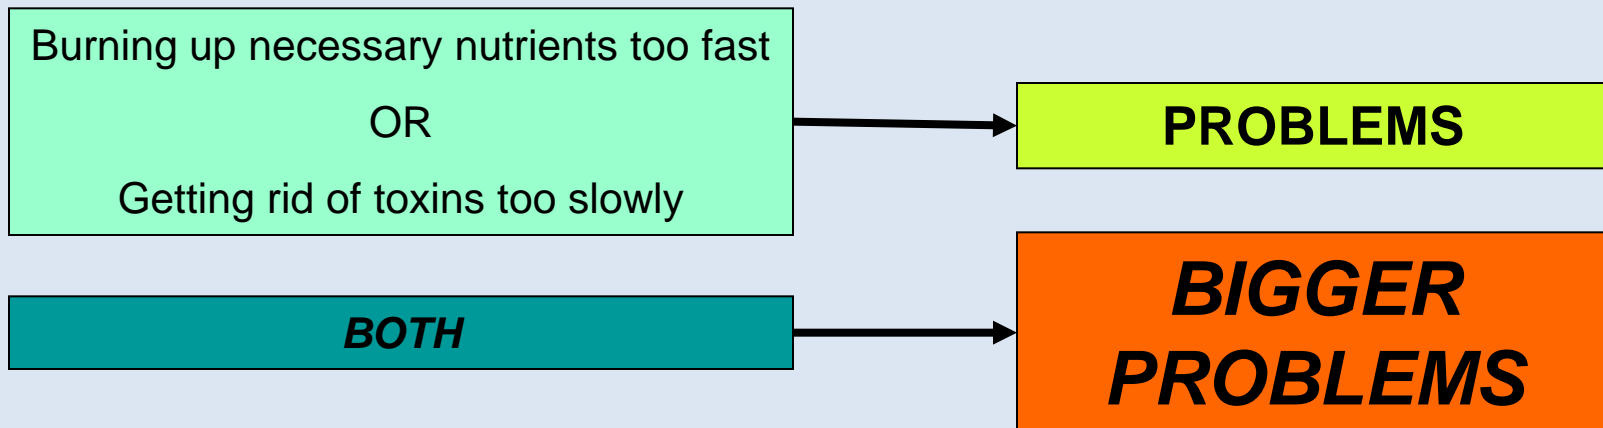 Burning up necessary nutrients too fast
OR
Getting rid of toxins too slowly
PROBLEMS
BOTH
BIGGER
PROBLEMS